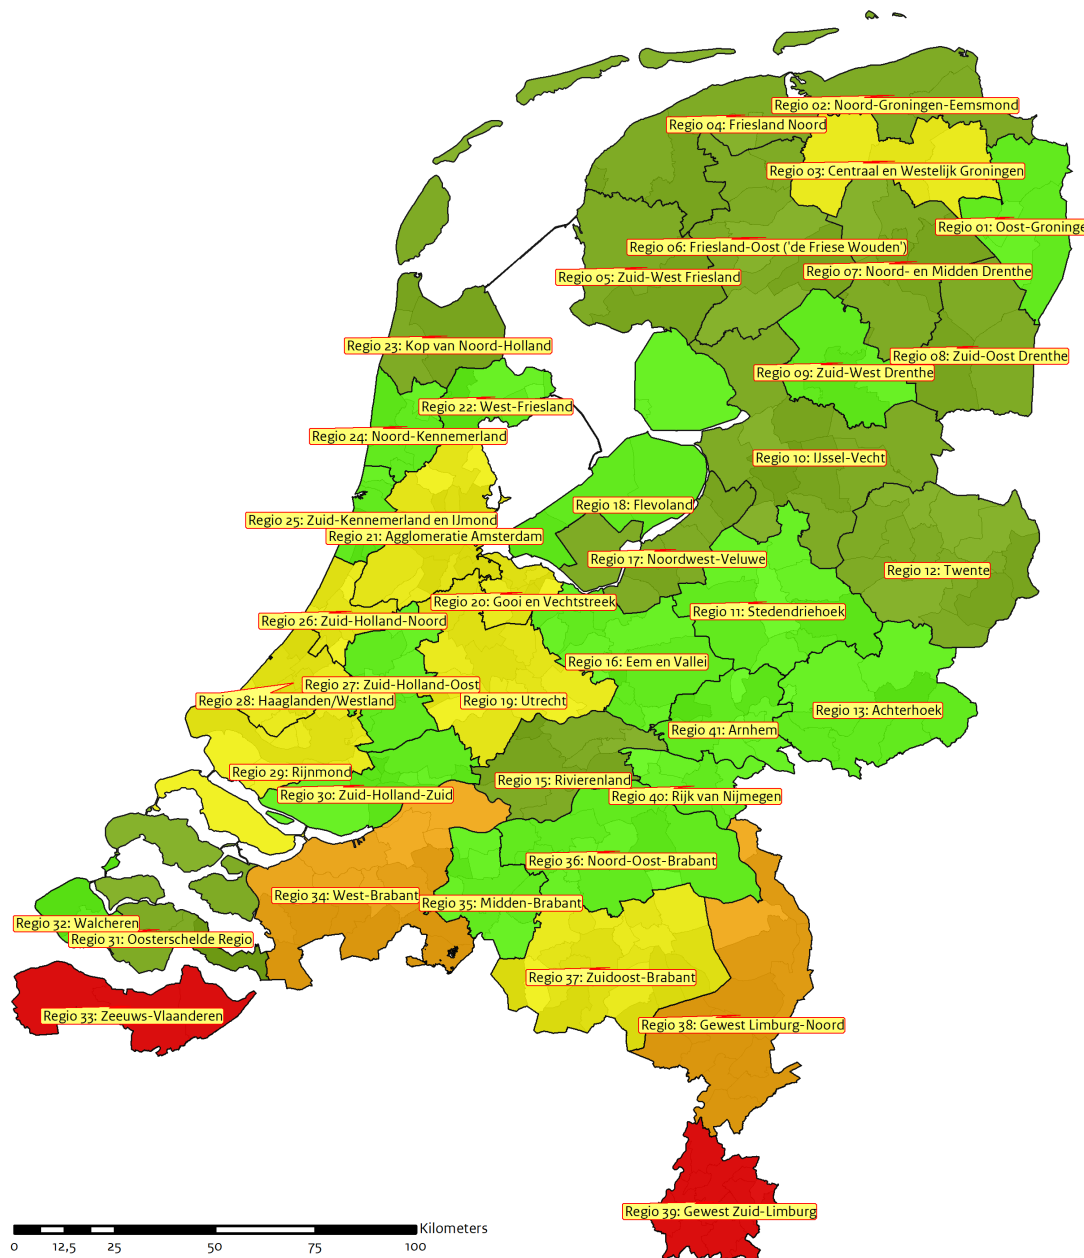 Regio 02: Noord-Groningen-Eemsmond
Regio 04: Friesland Noord
Regio 03: Centraal en Westelijk Groningen
Regio 01: Oost-Groninge
Regio 06: Friesland-Oost ('de Friese Wouden')
Regio 07: Noord- en Midden Drenthe
Regio 05: Zuid-West Friesland
Regio 23: Kop van Noord-Holland
Regio 08: Zuid-Oost Drenthe
Regio 09: Zuid-West Drenthe
Regio 22: West-Friesland
Regio 24: Noord-Kennemerland
Regio 10: IJssel-Vecht
Regio 18: Flevoland
Regio 25: Zuid-Kennemerland en IJmond
Regio 21: Agglomeratie Amsterdam
Regio 17: Noordwest-Veluwe
Regio 12: Twente
Regio 20: Gooi en Vechtstreek
Regio 11: Stedendriehoek
Regio 26: Zuid-Holland-Noord
Regio 16: Eem en Vallei
Regio 27: Zuid-Holland-Oost
Regio 28: Haaglanden/Westland
Regio 19: Utrecht
Regio 13: Achterhoek
Regio 41: Arnhem
Regio 29: Rijnmond
Regio 15: Rivierenland
Regio 30: Zuid-Holland-Zuid
Regio 40: Rijk van Nijmegen
Regio 36: Noord-Oost-Brabant
Regio 34: West-Brabant
Regio 35: Midden-Brabant
Regio 32: Walcheren
Regio 31: Oosterschelde Regio
Regio 37: Zuidoost-Brabant
Regio 33: Zeeuws-Vlaanderen
Regio 38: Gewest Limburg-Noord
Regio 39: Gewest Zuid-Limburg
Kilometers
0 12,5 25 50 75 100